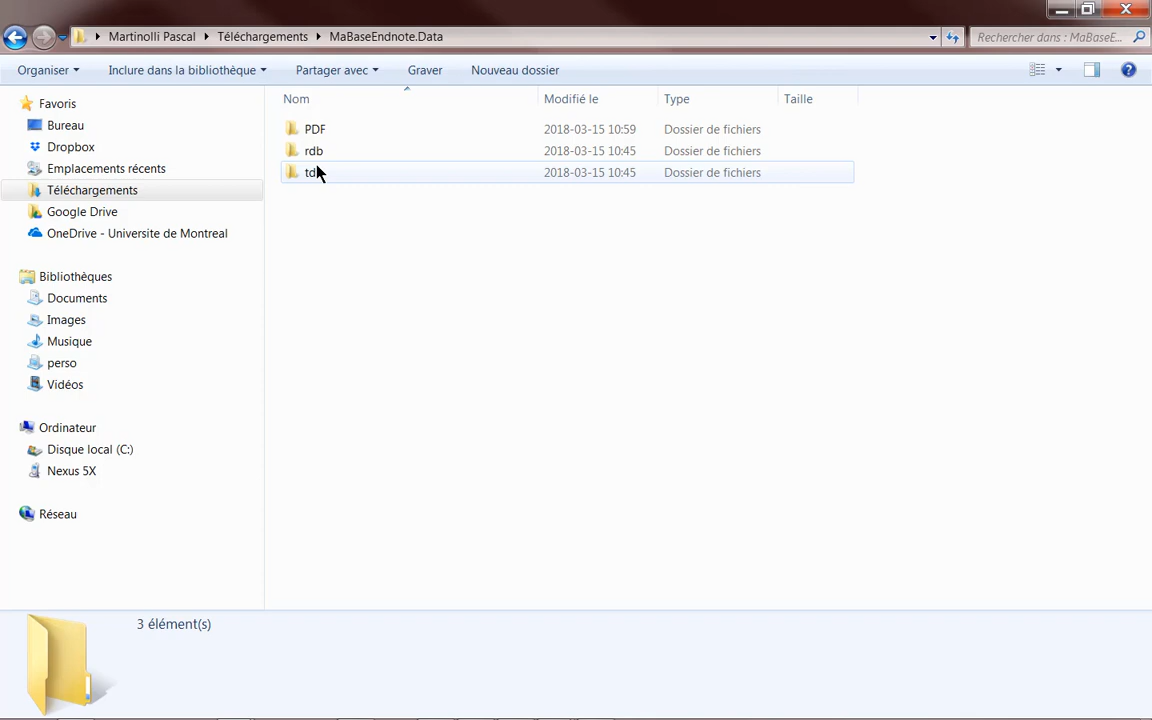 Martinolli Pascal Téléchargements MaBaseEndnote.Data Rechercher dans : MaBaseE...
Organiser Inclure dans la bibliothèque Partager avec Graver Nouveau dossier
Favoris
Bureau
Dropbox
Emplacements récents
Téléchargements
Google Drive
OneDrive - Universite de Montreal
Bibliothèques
Documents
Images
Musique
perso
Vidéos
Ordinateur
Disque local (C:)
Nexus 5X
Réseau
Nom Modifié le Type Taille
PDF 2018-03-15 10:59 Dossier de fichiers
rdb 2018-03-15 10:45 Dossier de fichiers
2018-03-15 10:45 Dossier de fichiers
3 élément(s)